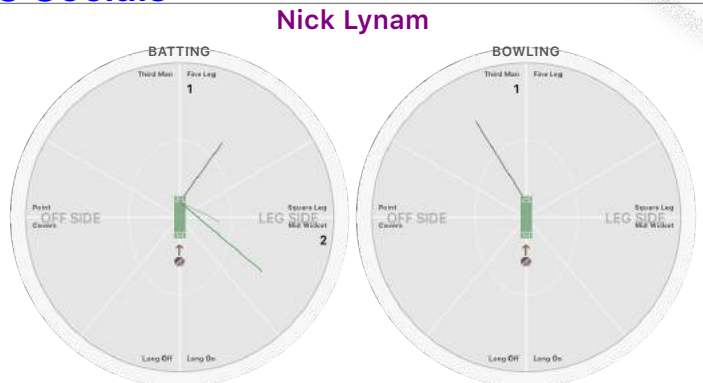 Nick Lynam
BATTING
BOWLING
Third Man Fine Leg
1
Third Man Fine Leg
1
Point
OFF SIDE
Covers
Square Leg
LEG SIDE
Mid Wicket
2
Point
OFF SIDE
Covers
Square Leg
LEG SIDE
Mid Wicket
Long Off Long On
Long Off Long On